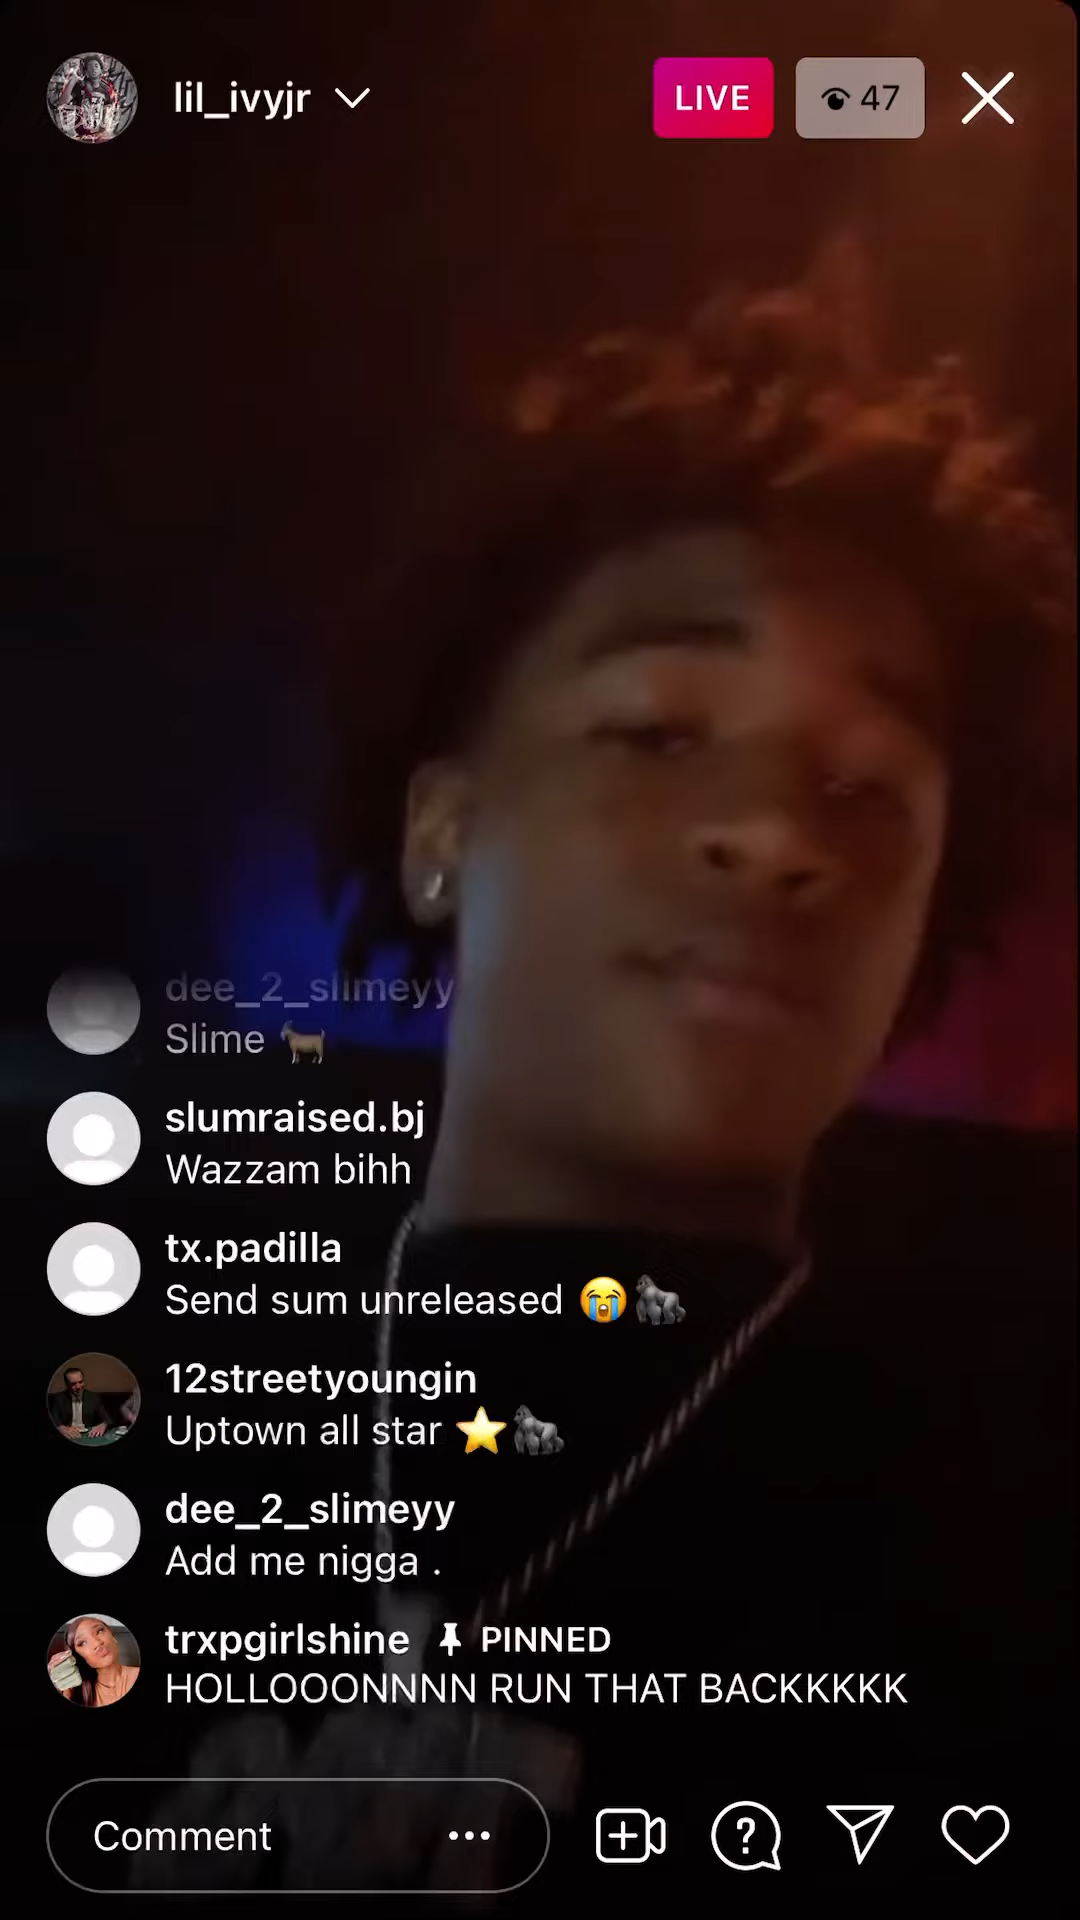 lil_ivyjr
LIVE
47
dee_2_slimeyy
Slime 🐐
slumraised.bj
Wazzam bihh
tx.padilla
Send sum unreleased 😭🦍
12streetyoungin
Uptown all star ⭐🦍
dee_2_slimeyy
Add me nigga .
trxpgirlshine PINNED
HOLLOOONNNN RUN THAT BACKKKKK
Comment